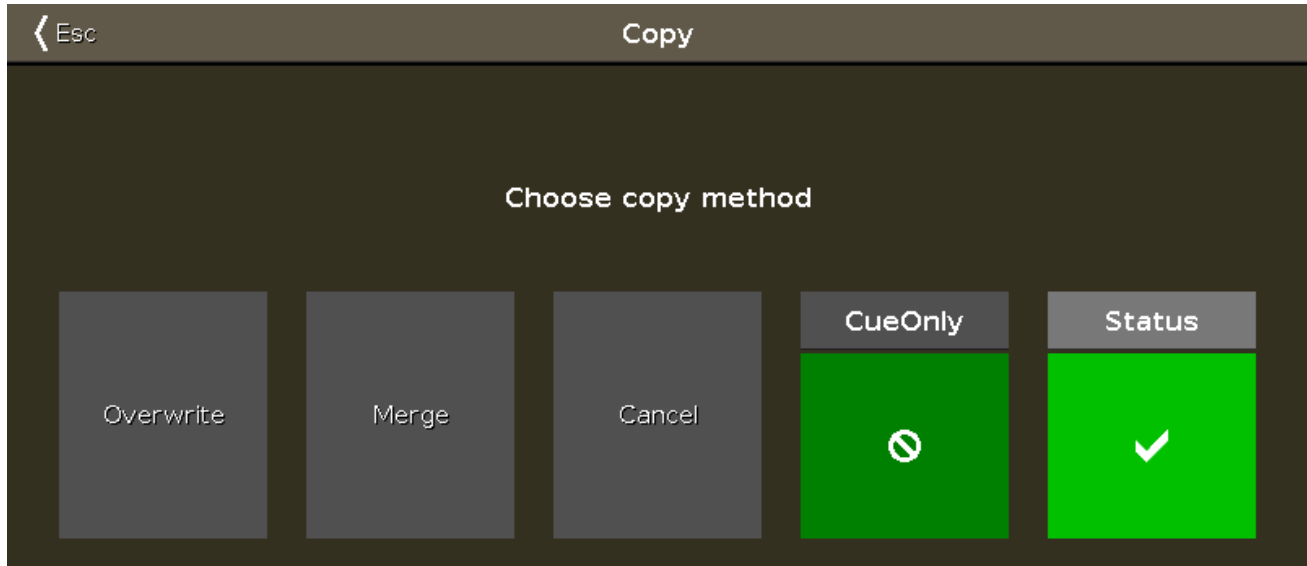 Esc
Copy
Choose copy method
CueOnly
Status
Overwrite
Merge
Cancel